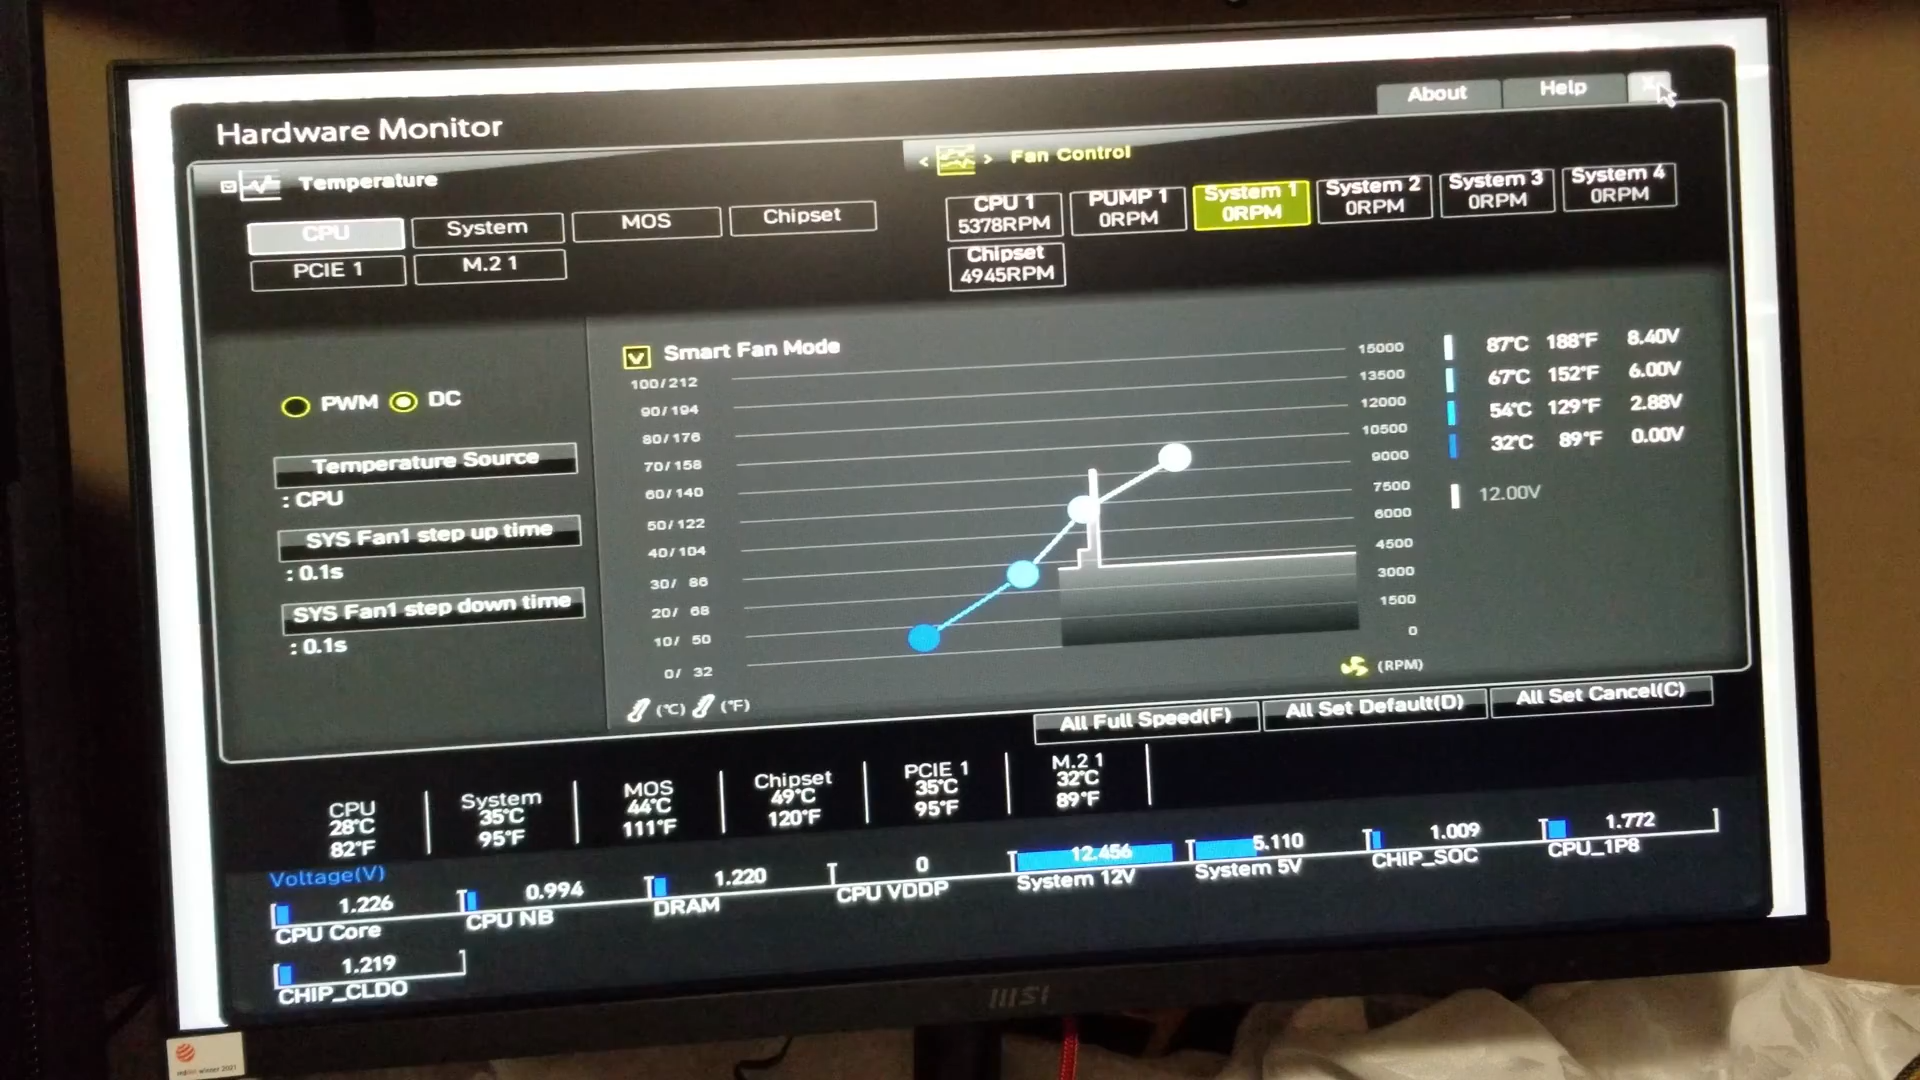 Hardware Monitor
About
Help
X
Temperature
< > Fan Control
CPU
System
MOS
Chipset
PCIE 1
M.2 1
CPU 1
5378RPM
PUMP 1
0RPM
System 1
0RPM
System 2
0RPM
System 3
0RPM
System 4
0RPM
Chipset
4945RPM
PWM
DC
Temperature Source
: CPU
SYS Fan1 step up time
: 0.1s
SYS Fan1 step down time
: 0.1s
Smart Fan Mode
100/212
90/194
80/176
70/158
60/140
50/122
40/104
30/ 86
20/ 68
10/ 50
0/ 32
(℃) (℉)
15000
13500
12000
10500
9000
7500
6000
4500
3000
1500
0
(RPM)
87℃ 188℉ 8.40V
67℃ 152℉ 6.00V
54℃ 129℉ 2.88V
32℃ 89℉ 0.00V
12.00V
All Full Speed(F)
All Set Default(D)
All Set Cancel(C)
CPU
28℃
82℉
System
35℃
95℉
MOS
44℃
111℉
Chipset
49℃
120℉
PCIE 1
35℃
95℉
M.2 1
32℃
89℉
Voltage(V)
1.226
CPU Core
0.994
CPU NB
1.220
DRAM
0
CPU VDDP
12.456
System 12V
5.110
System 5V
1.009
CHIP_SOC
1.772
CPU_1P8
1.219
CHIP_CLDO
msi
winner 2021